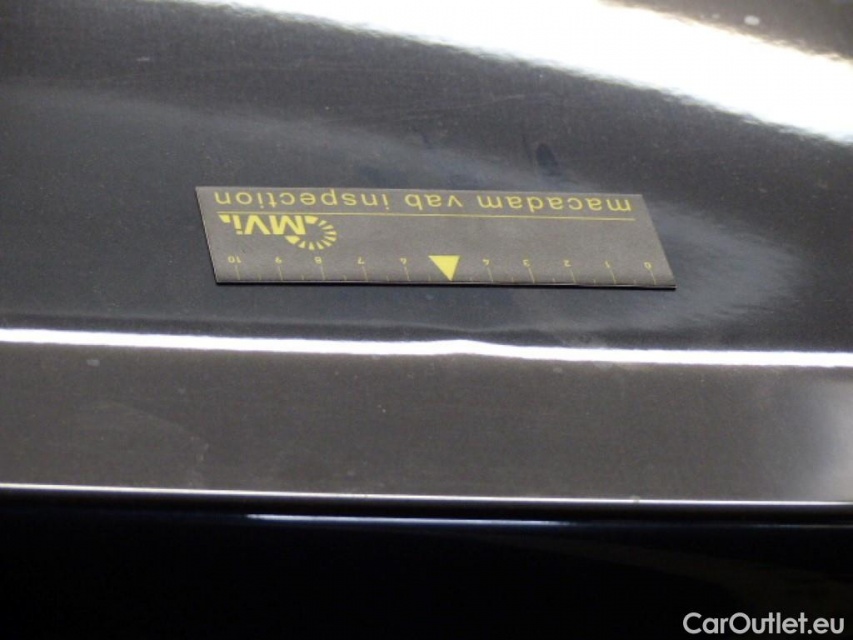 macadam vab inspection
MVi
10 9 8 7 6 4 3 2 1 0
CarOutlet.eu